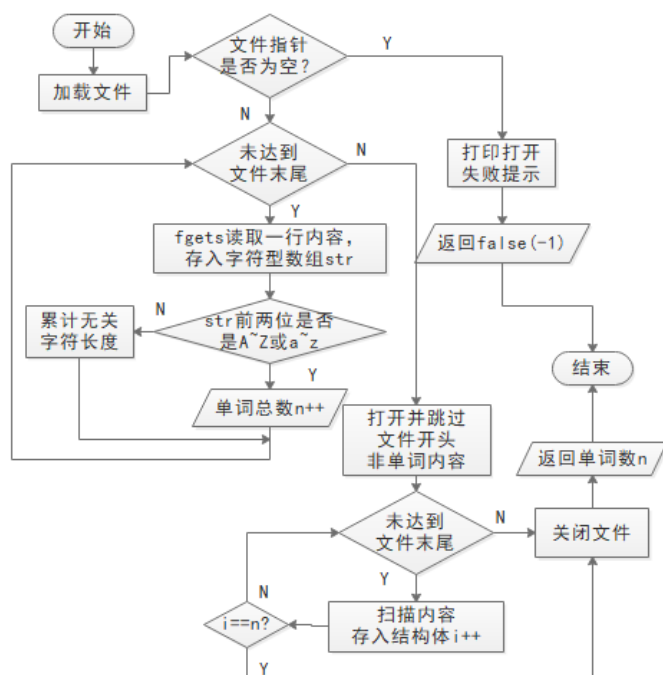 开始
加载文件
文件指针
是否为空?
Y
N
未达到
文件末尾
N
打印打开
失败提示
Y
fgets读取一行内容,
存入字符型数组str
返回false(-1)
累计无关
字符长度
N
str前两位是否
是A~Z或a~z
Y
单词总数n++
结束
打开并跳过
文件开头
非单词内容
返回单词数n
未达到
文件末尾
N
关闭文件
Y
N
i==n?
扫描内容
存入结构体i++
Y